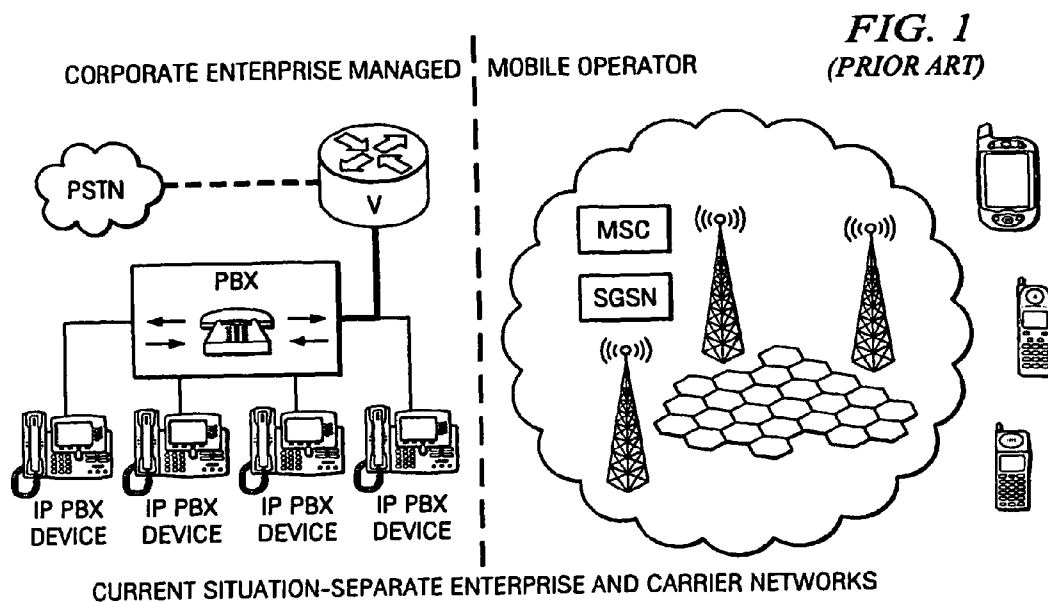 FIG. 1
(PRIOR ART)
CORPORATE ENTERPRISE MANAGED
MOBILE OPERATOR
PSTN
V
MSC
SGSN
PBX
IP PBX
DEVICE
IP PBX
DEVICE
IP PBX
DEVICE
IP PBX
DEVICE
CURRENT SITUATION-SEPARATE ENTERPRISE AND CARRIER NETWORKS